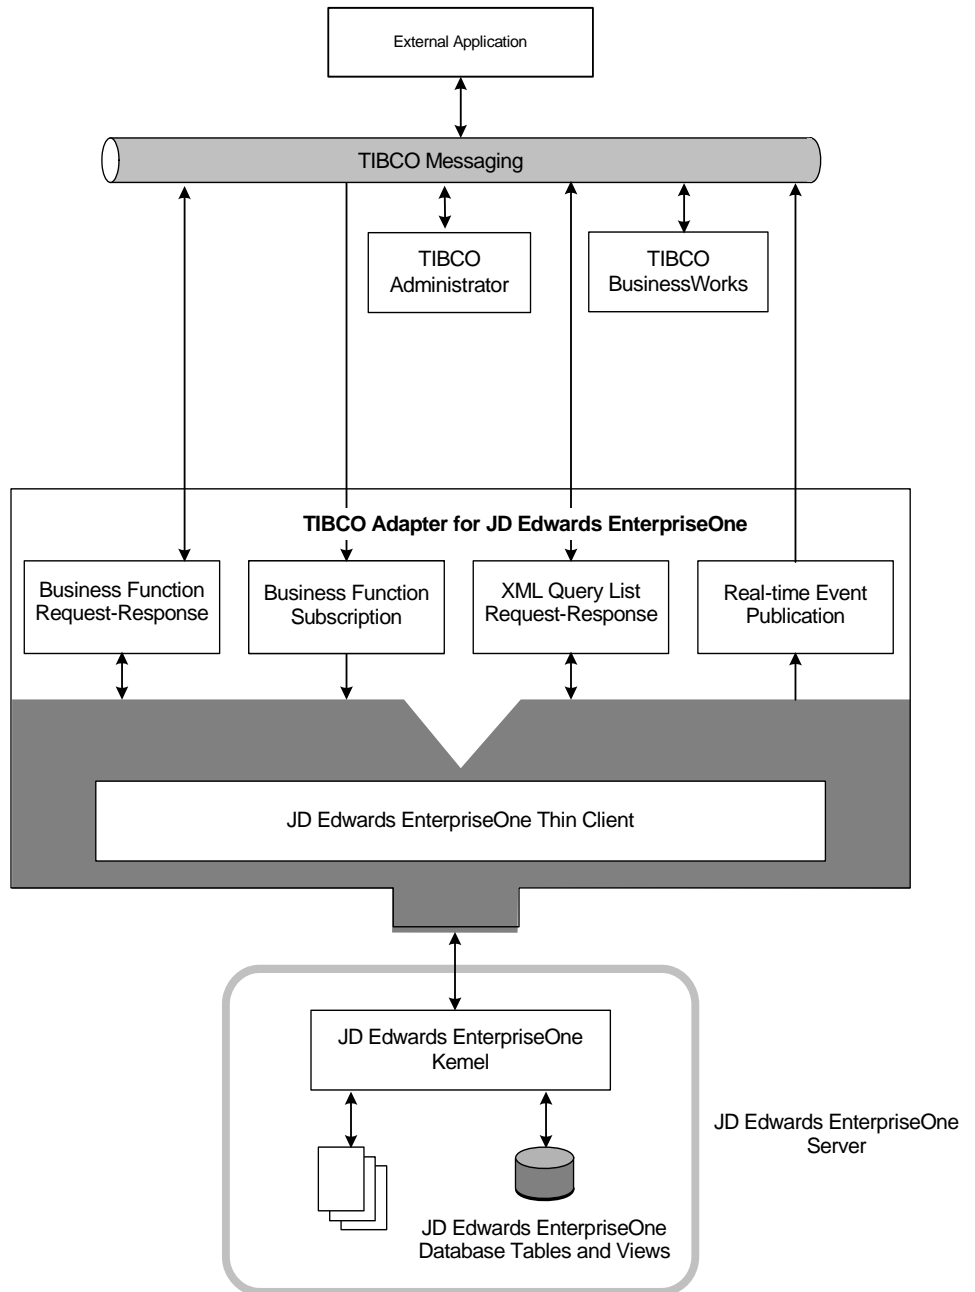 External Application
TIBCO Messaging
TIBCO
Administrator
TIBCO
BusinessWorks
TIBCO Adapter for JD Edwards EnterpriseOne
Business Function
Request-Response
Business Function
Subscription
XML Query List
Request-Response
Real-time Event
Publication
JD Edwards EnterpriseOne Thin Client
JD Edwards EnterpriseOne
Kernel
JD Edwards EnterpriseOne
Server
JD Edwards EnterpriseOne
Database Tables and Views